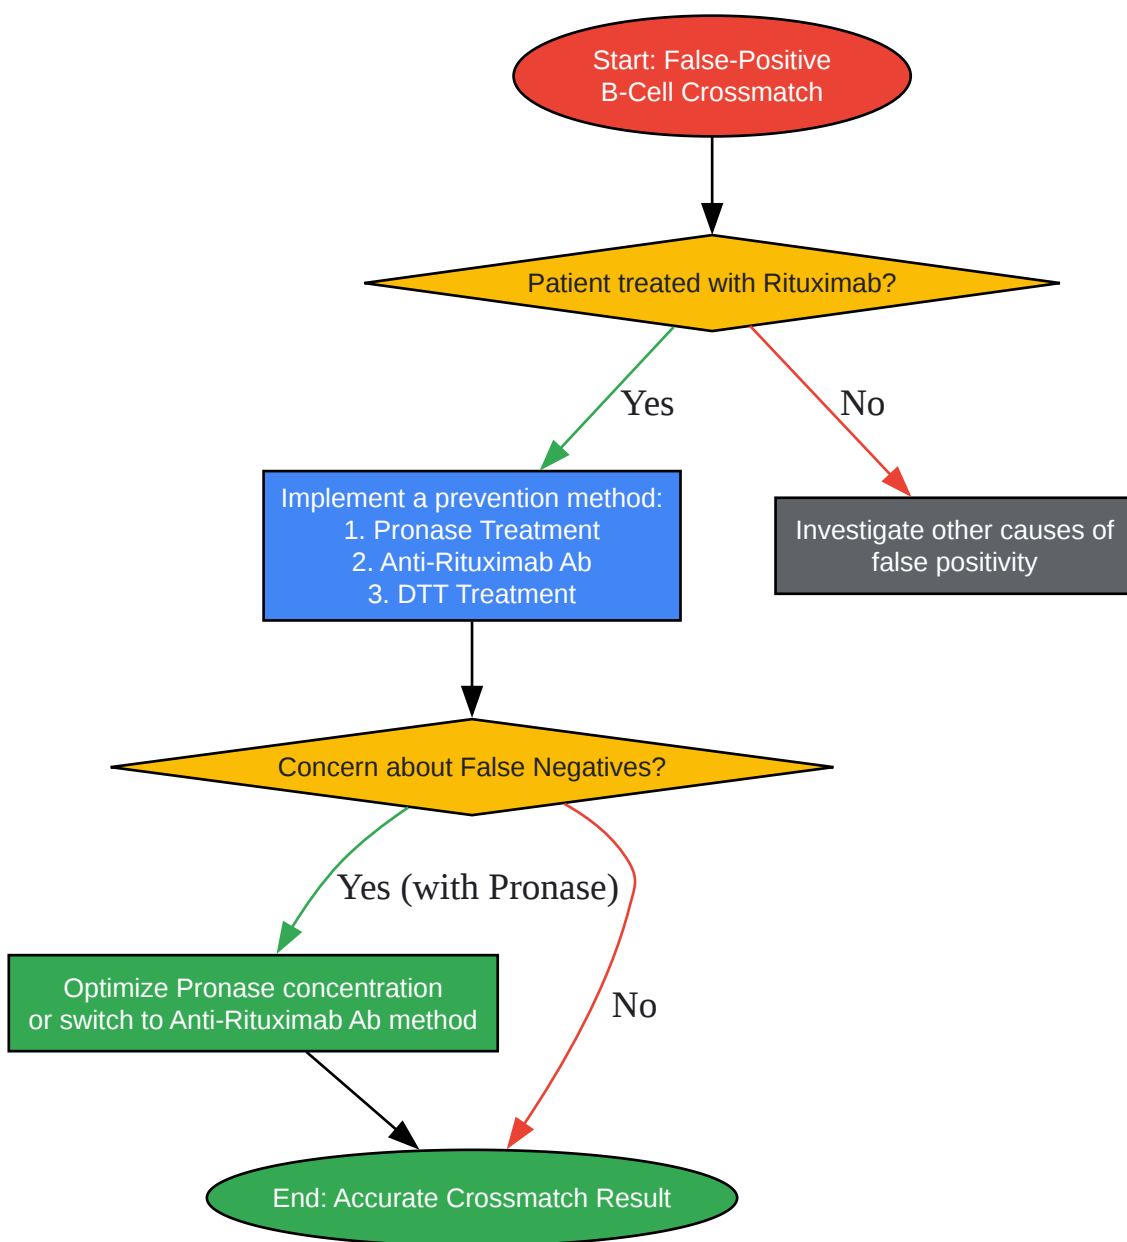 Start: False-Positive
B-Cell Crossmatch
Patient treated with Rituximab?
Yes
No
Implement a prevention method:
1. Pronase Treatment
2. Anti-Rituximab Ab
3. DTT Treatment
Investigate other causes of
false positivity
Concern about False Negatives?
Yes (with Pronase)
No
Optimize Pronase concentration
or switch to Anti-Rituximab Ab method
End: Accurate Crossmatch Result